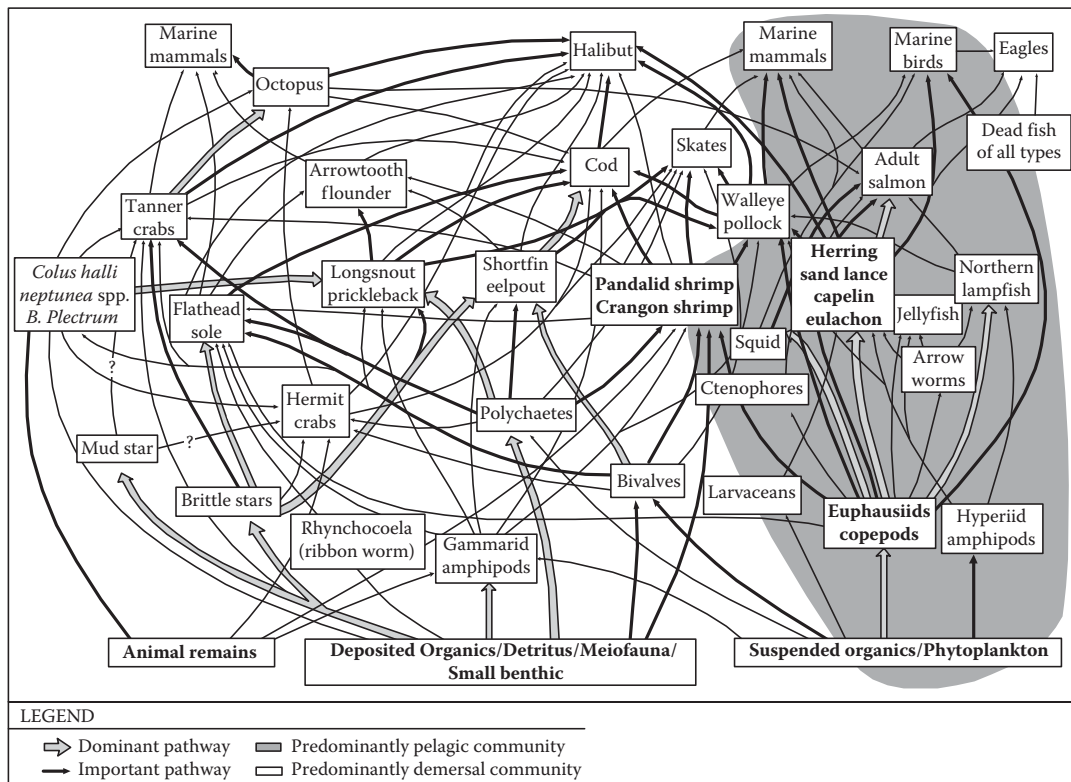 Marine
mammals
Octopus
Halibut
Marine
mammals
Marine
birds
Eagles
Dead fish
of all types
Arrowtooth
flounder
Cod
Skates
Adult
salmon
Tanner
crabs
Walleye
pollock
Colus halli
neptunea spp.
B. Plectrum
Flathead
sole
Longsnout
prickleback
Shortfin
eelpout
Pandalid shrimp
Crangon shrimp
Herring
sand lance
capelin
eulachon
Northern
lampfish
Jellyfish
Squid
Arrow
worms
Ctenophores
?
Hermit
crabs
Polychaetes
Mud star
?
Bivalves
Larvaceans
Brittle stars
Euphausiids
copepods
Hyperiid
amphipods
Rhynchocoela
(ribbon worm)
Gammarid
amphipods
Animal remains
Deposited Organics/Detritus/Meiofauna/
Small benthic
Suspended organics/Phytoplankton
LEGEND
Dominant pathway
Predominantly pelagic community
Important pathway
Predominantly demersal community